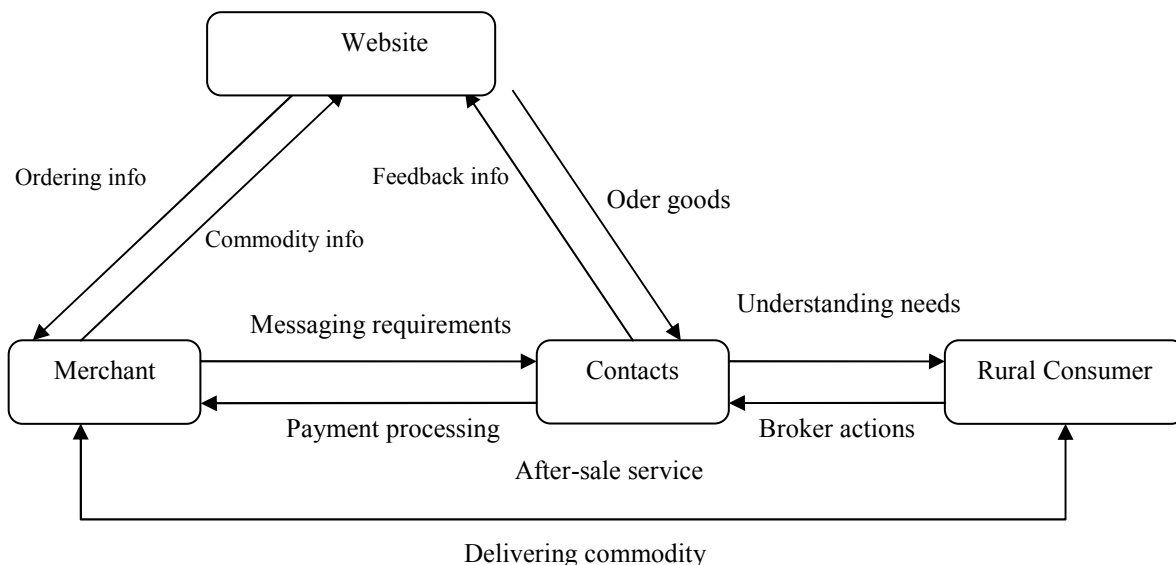 Website
Ordering info
Feedback info
Oder goods
Commodity info
Understanding needs
Messaging requirements
Merchant
Contacts
Rural Consumer
Payment processing
Broker actions
After-sale service
Delivering commodity